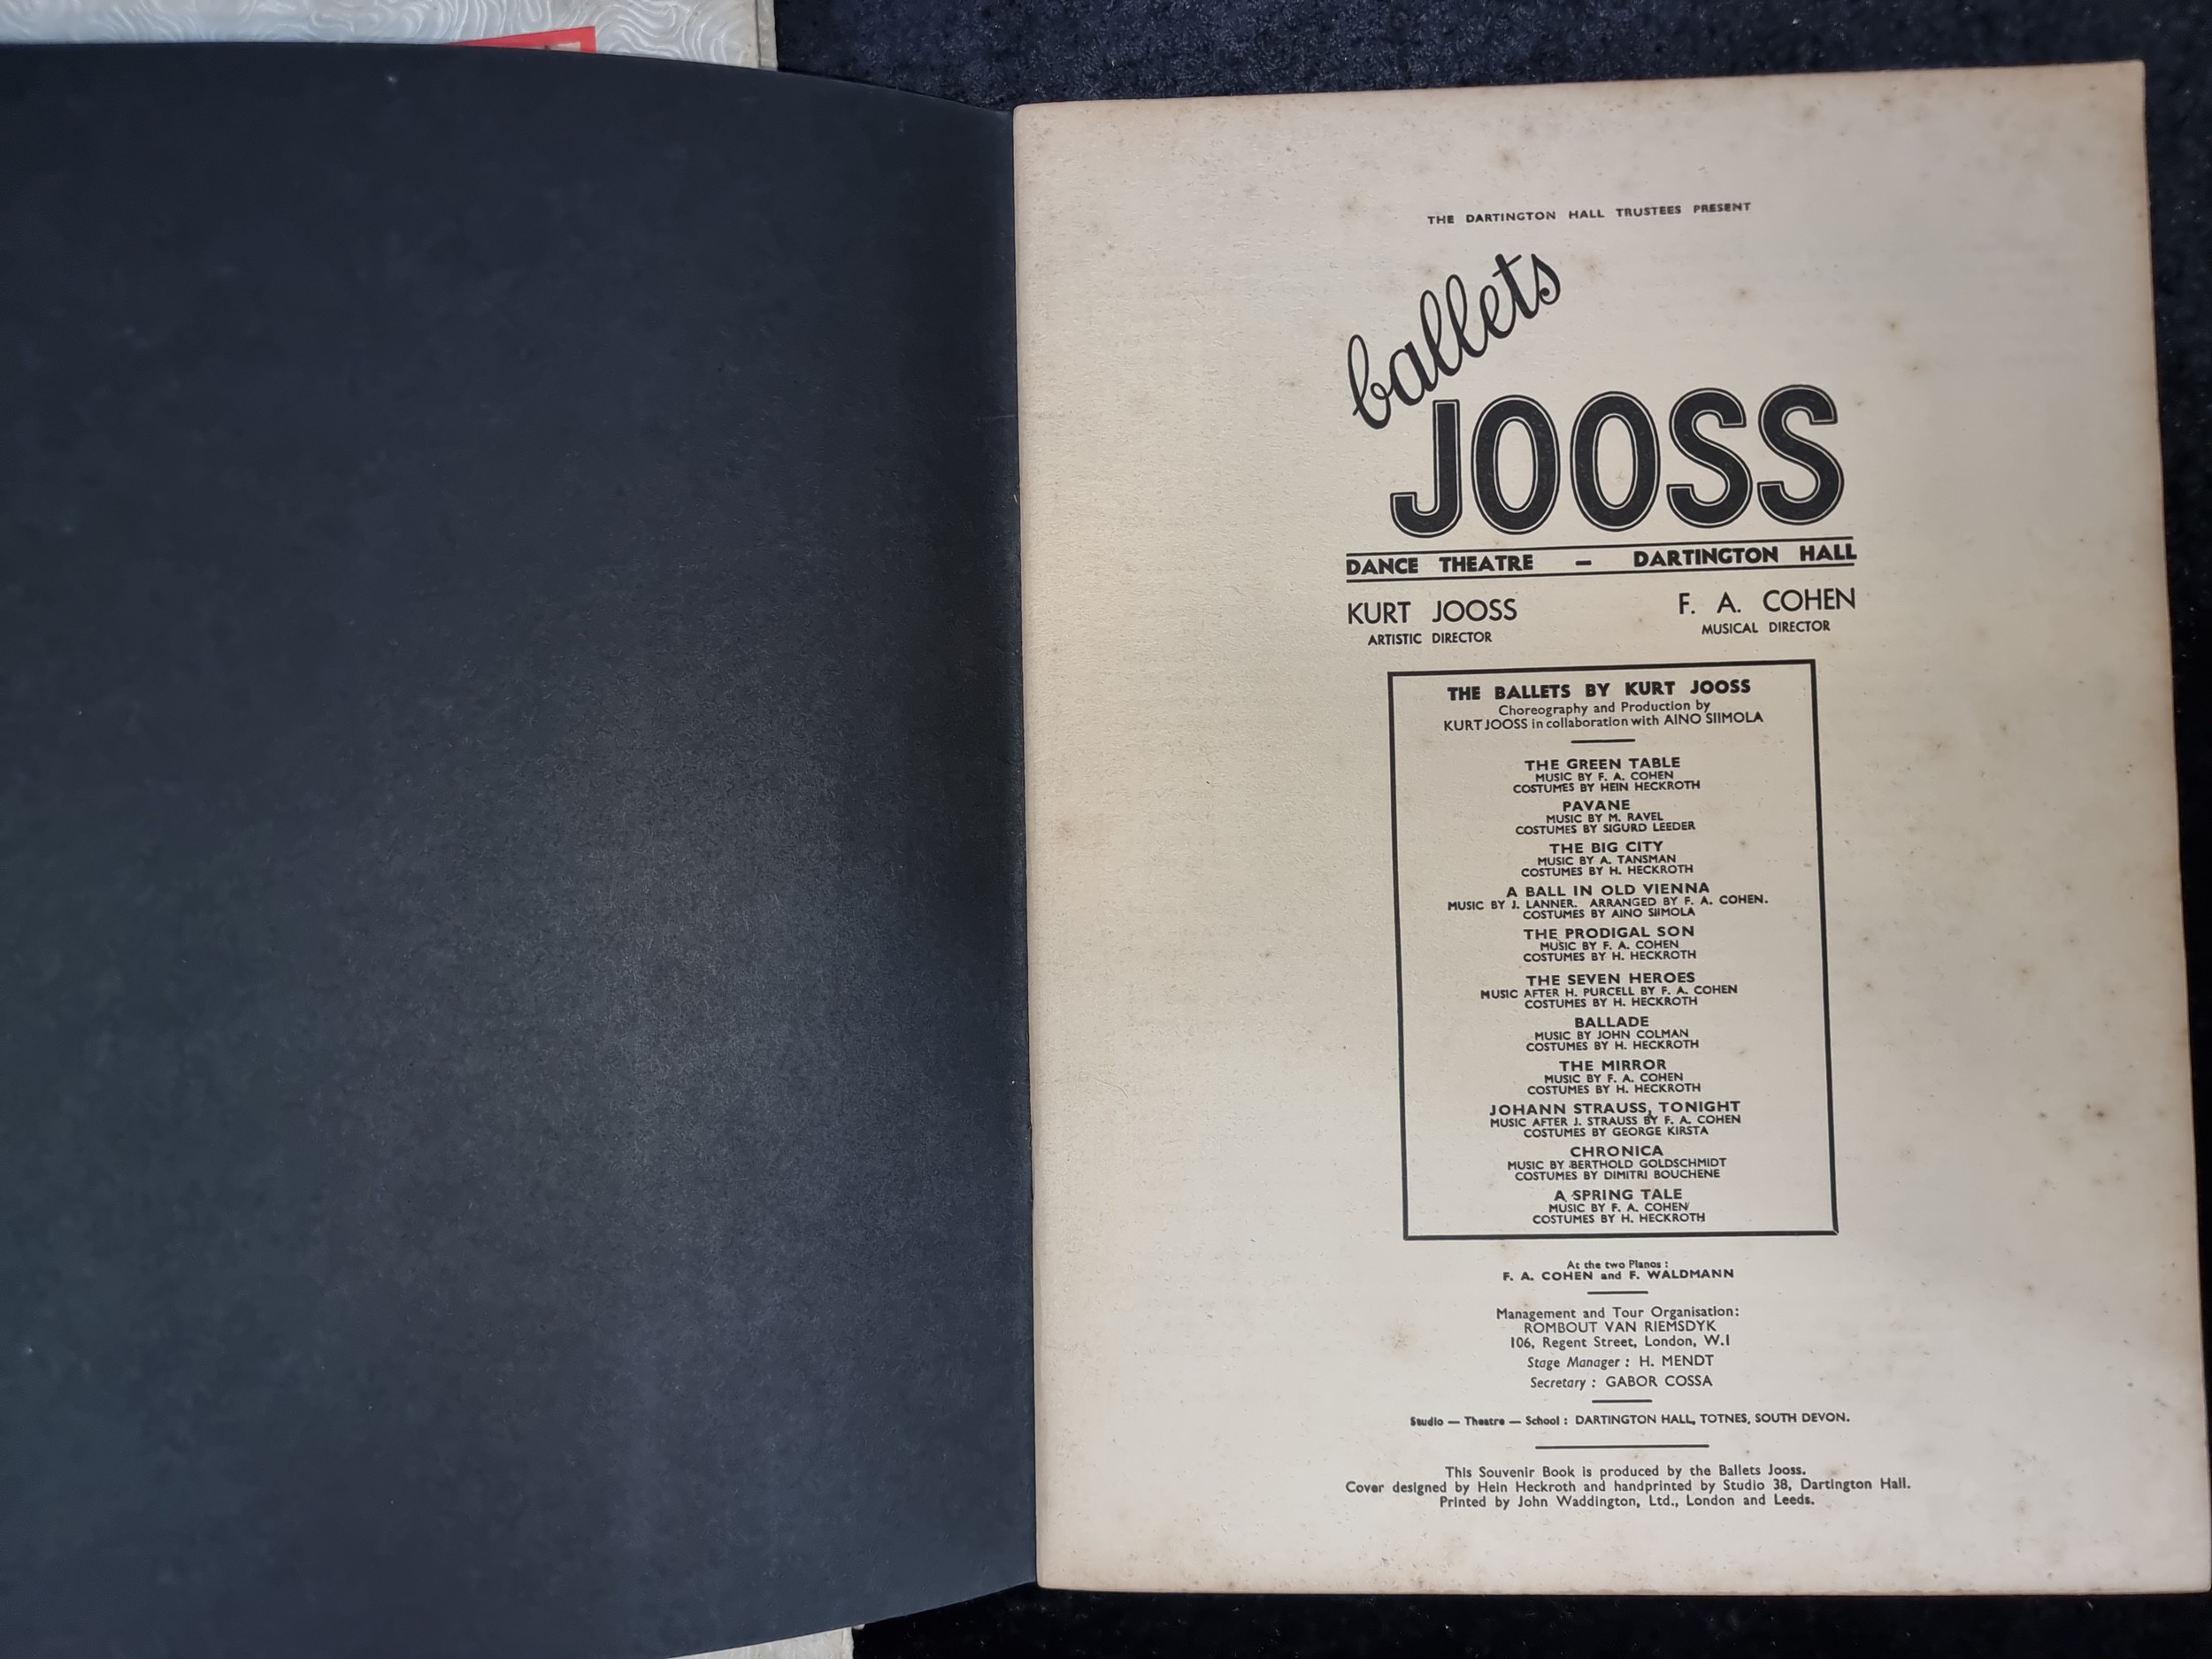 THE DARTINGTON HALL TRUSTEES PRESENT
ballets
JOOSS
DANCE THEATRE — DARTINGTON HALL
KURT JOOSS F. A. COHEN
ARTISTIC DIRECTOR MUSICAL DIRECTOR
THE BALLETS BY KURT JOOSS
Choreography and Production by
KURT JOOSS in collaboration with AINO SIIMOLA
THE GREEN TABLE
MUSIC BY F. A. COHEN
COSTUMES BY HEIN HECKROTH
PAVANE
MUSIC BY M. RAVEL
COSTUMES BY SIGURD LEEDER
THE BIG CITY
MUSIC BY A. TANSMAN
COSTUMES BY H. HECKROTH
A BALL IN OLD VIENNA
MUSIC BY J. LANNER. ARRANGED BY F. A. COHEN.
COSTUMES BY AINO SIIMOLA
THE PRODIGAL SON
MUSIC BY F. A. COHEN
COSTUMES BY H. HECKROTH
THE SEVEN HEROES
MUSIC AFTER H. PURCELL BY F. A. COHEN
COSTUMES BY H. HECKROTH
BALLADE
MUSIC BY JOHN COLMAN
COSTUMES BY H. HECKROTH
THE MIRROR
MUSIC BY F. A. COHEN
COSTUMES BY H. HECKROTH
JOHANN STRAUSS, TONIGHT
MUSIC AFTER J. STRAUSS BY F. A. COHEN
COSTUMES BY GEORGE KIRSTA
CHRONICA
MUSIC BY BERTHOLD GOLDSCHMIDT
COSTUMES BY DIMITRI BOUCHENE
A SPRING TALE
MUSIC BY F. A. COHEN
COSTUMES BY H. HECKROTH
At the two Pianos :
F. A. COHEN and F. WALDMANN
Management and Tour Organisation:
ROMBOUT VAN RIEMSDYK
106, Regent Street, London, W.1
Stage Manager : H. MENDT
Secretary : GABOR COSSA
Studio — Theatre — School : DARTINGTON HALL, TOTNES, SOUTH DEVON.
This Souvenir Book is produced by the Ballets Jooss.
Cover designed by Hein Heckroth and handprinted by Studio 38, Dartington Hall.
Printed by John Waddington, Ltd., London and Leeds.